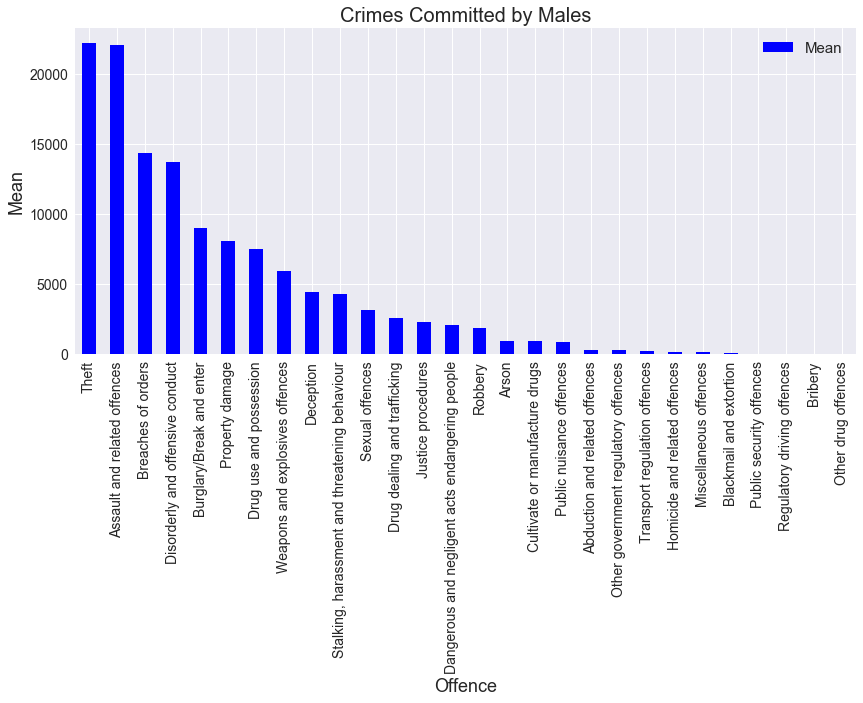 Crimes Committed by Males
Mean
Mean
20000
15000
10000
5000
0
Theft
Assault and related offences
Breaches of orders
Disorderly and offensive conduct
Burglary/Break and enter
Property damage
Drug use and possession
Weapons and explosives offences
Deception
Stalking, harassment and threatening behaviour
Sexual offences
Drug dealing and trafficking
Justice procedures
Dangerous and negligent acts endangering people
Robbery
Arson
Cultivate or manufacture drugs
Public nuisance offences
Abduction and related offences
Other government regulatory offences
Transport regulation offences
Homicide and related offences
Miscellaneous offences
Blackmail and extortion
Public security offences
Regulatory driving offences
Bribery
Other drug offences
Offence